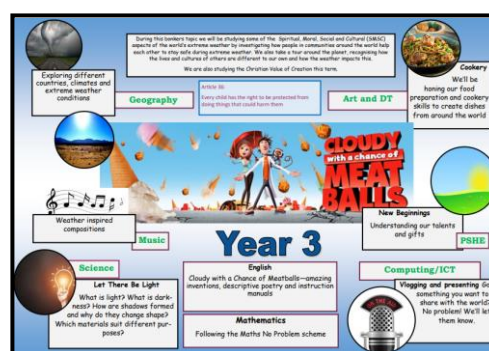 During this bonkers topic we will be studying some of the Spiritual, Moral, Social and Cultural (SMSC)
aspects of the world's extreme weather by investigating how people in communities around the world help
each other to stay safe during extreme weather. We also take a tour around the planet, recognising how
the lives and cultures of others are different to our own and how the weather impacts this.
We are also studying the Christian Value of Creation this term.
Exploring different
countries, climates and
extreme weather
conditions
Geography
Article 36
Every child has the right to be protected from
doing things that could harm them
Art and DT
Cookery
We'll be
honing our food
preparation and cookery
skills to create dishes
from around the world
CLOUDY
with a chance of
MEAT
BALLS
Weather inspired
compositions
Music
Year 3
New Beginnings
Understanding our talents
and gifts
PSHE
Science
Let There Be Light
What is light? What is dark-
ness? How are shadows formed
and why do they change shape?
Which materials suit different pur-
poses?
English
Cloudy with a Chance of Meatballs—amazing
inventions, descriptive poetry and instruction
manuals
Mathematics
Following the Maths No Problem scheme
Computing/ICT
ON THE AIR
Vlogging and presenting Got
something you want to
share with the world?
No problem! We'll let
them know.